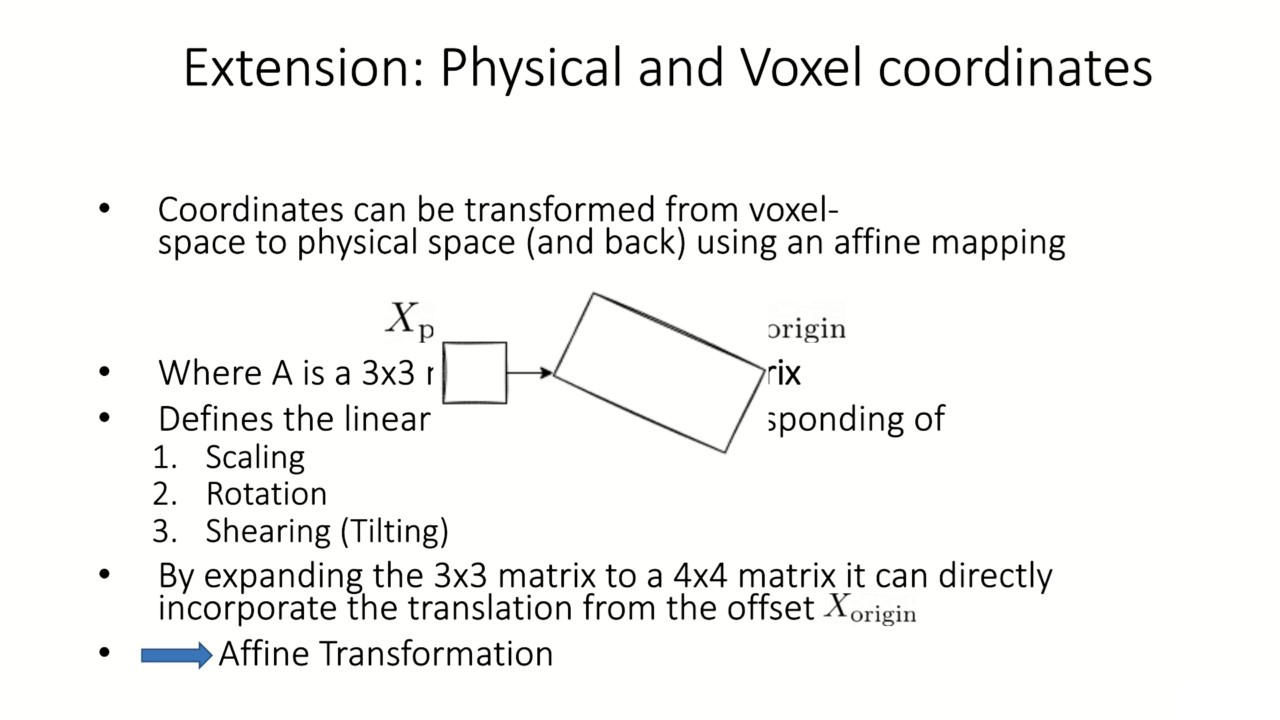 Extension: Physical and Voxel coordinates
• Coordinates can be transformed from voxel-
space to physical space (and back) using an affine mapping
X p origin
• Where A is a 3x3 rix
• Defines the linear sponding of
1. Scaling
2. Rotation
3. Shearing (Tilting)
• By expanding the 3x3 matrix to a 4x4 matrix it can directly
incorporate the translation from the offset X origin
• Affine Transformation